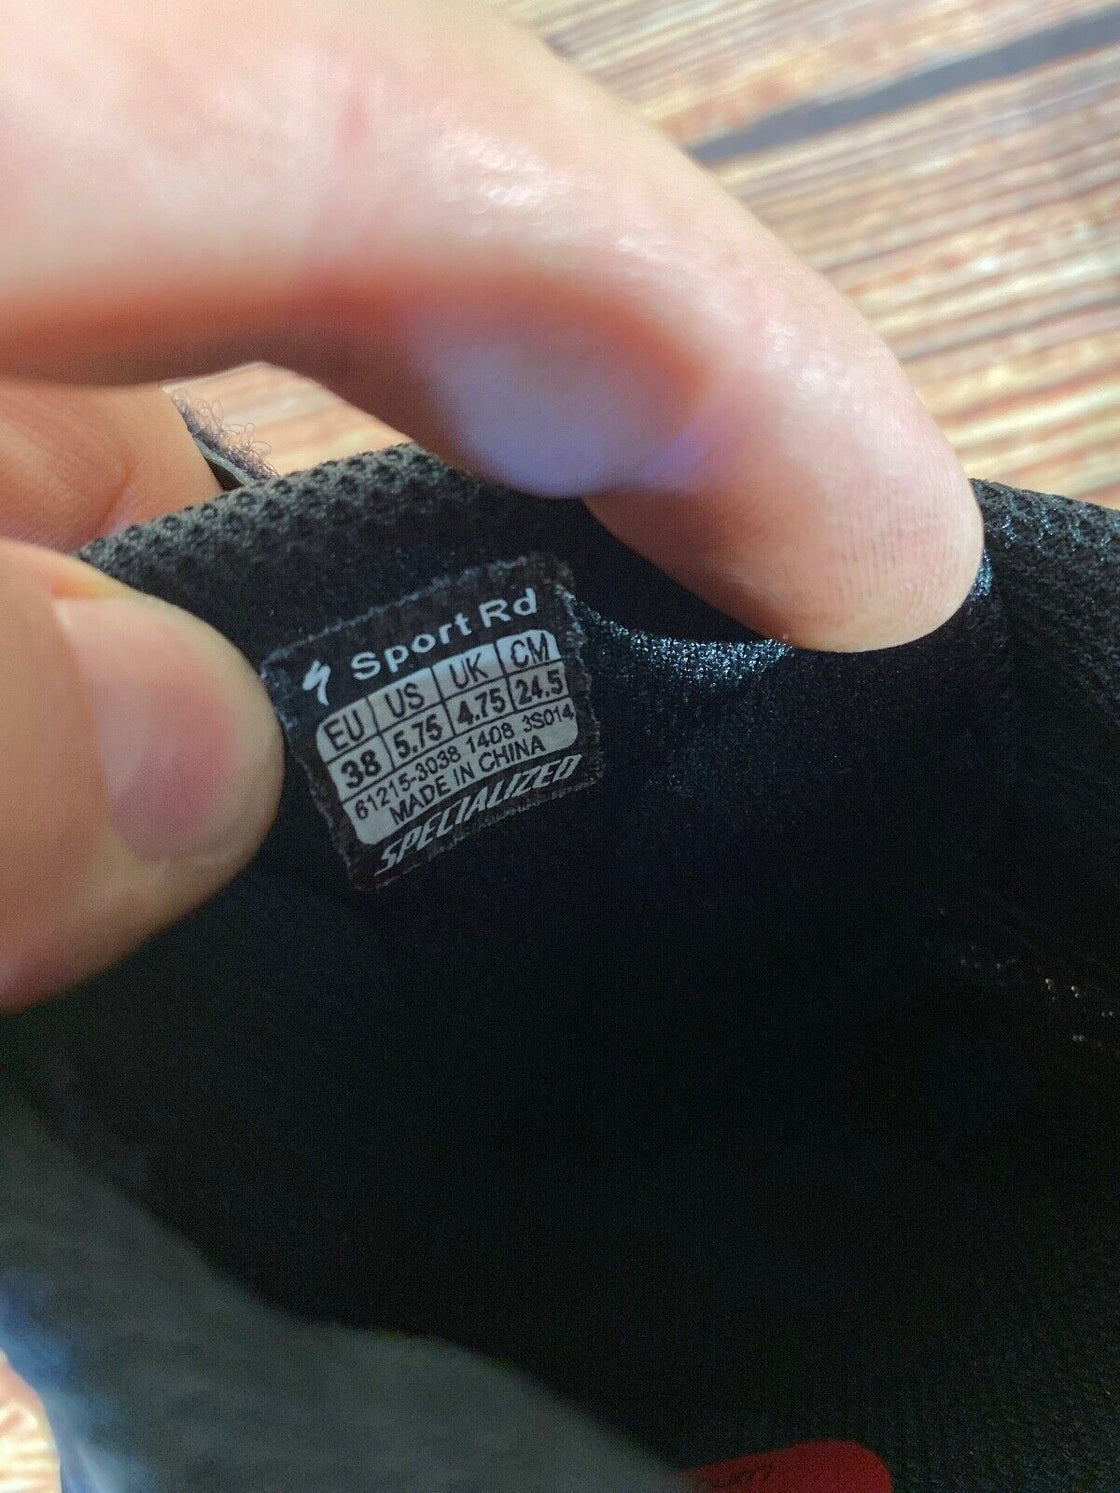 Sport Rd
EU US UK CM
38 5.75 4.75 24.5
61215-3038 1408 3S014
MADE IN CHINA
SPECIALIZED